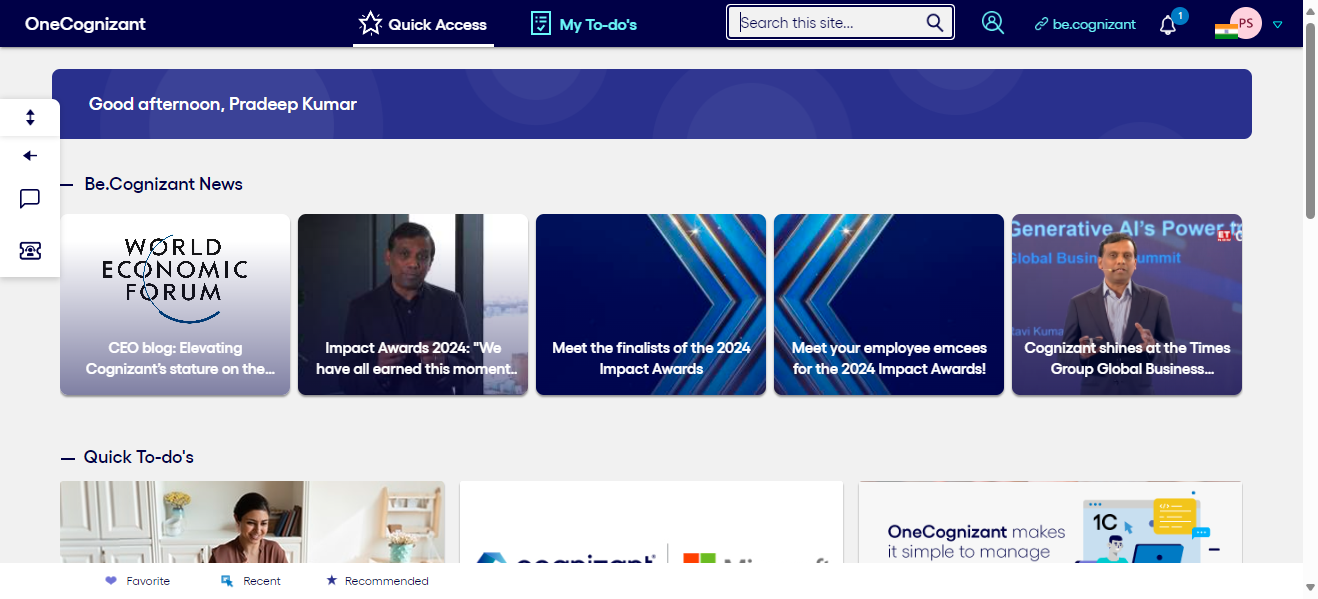 OneCognizant
Quick Access
My To-do's
Search this site...
be.cognizant
1
PS
Good afternoon, Pradeep Kumar
Be.Cognizant News
WORLD
ECONOMIC
FORUM
CEO blog: Elevating
Cognizant's stature on the...
Impact Awards 2024: "We
have all earned this moment..
Meet the finalists of the 2024
Impact Awards
Meet your employee emcees
for the 2024 Impact Awards!
Generative AI's Power to
ET
Global Business Summit
Ravi Kuma
Cognizant shines at the Times
Group Global Business...
Quick To-do's
cognizant
Microsoft
OneCognizant makes
it simple to manage
1C
Favorite
Recent
Recommended